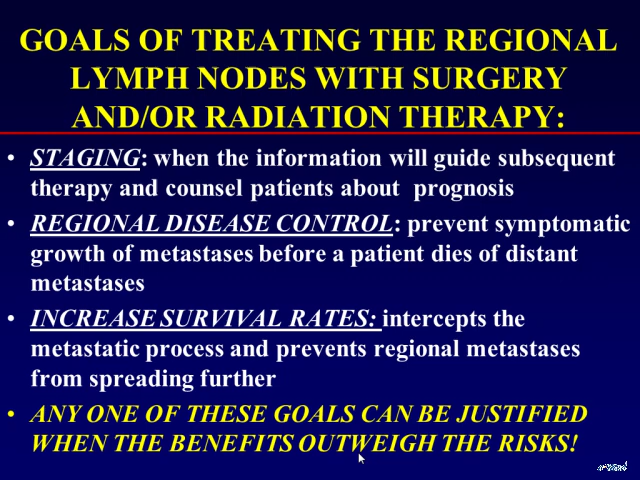 GOALS OF TREATING THE REGIONAL
LYMPH NODES WITH SURGERY
AND/OR RADIATION THERAPY:
• STAGING: when the information will guide subsequent
therapy and counsel patients about prognosis
• REGIONAL DISEASE CONTROL: prevent symptomatic
growth of metastases before a patient dies of distant
metastases
• INCREASE SURVIVAL RATES: intercepts the
metastatic process and prevents regional metastases
from spreading further
• ANY ONE OF THESE GOALS CAN BE JUSTIFIED
WHEN THE BENEFITS OUTWEIGH THE RISKS!